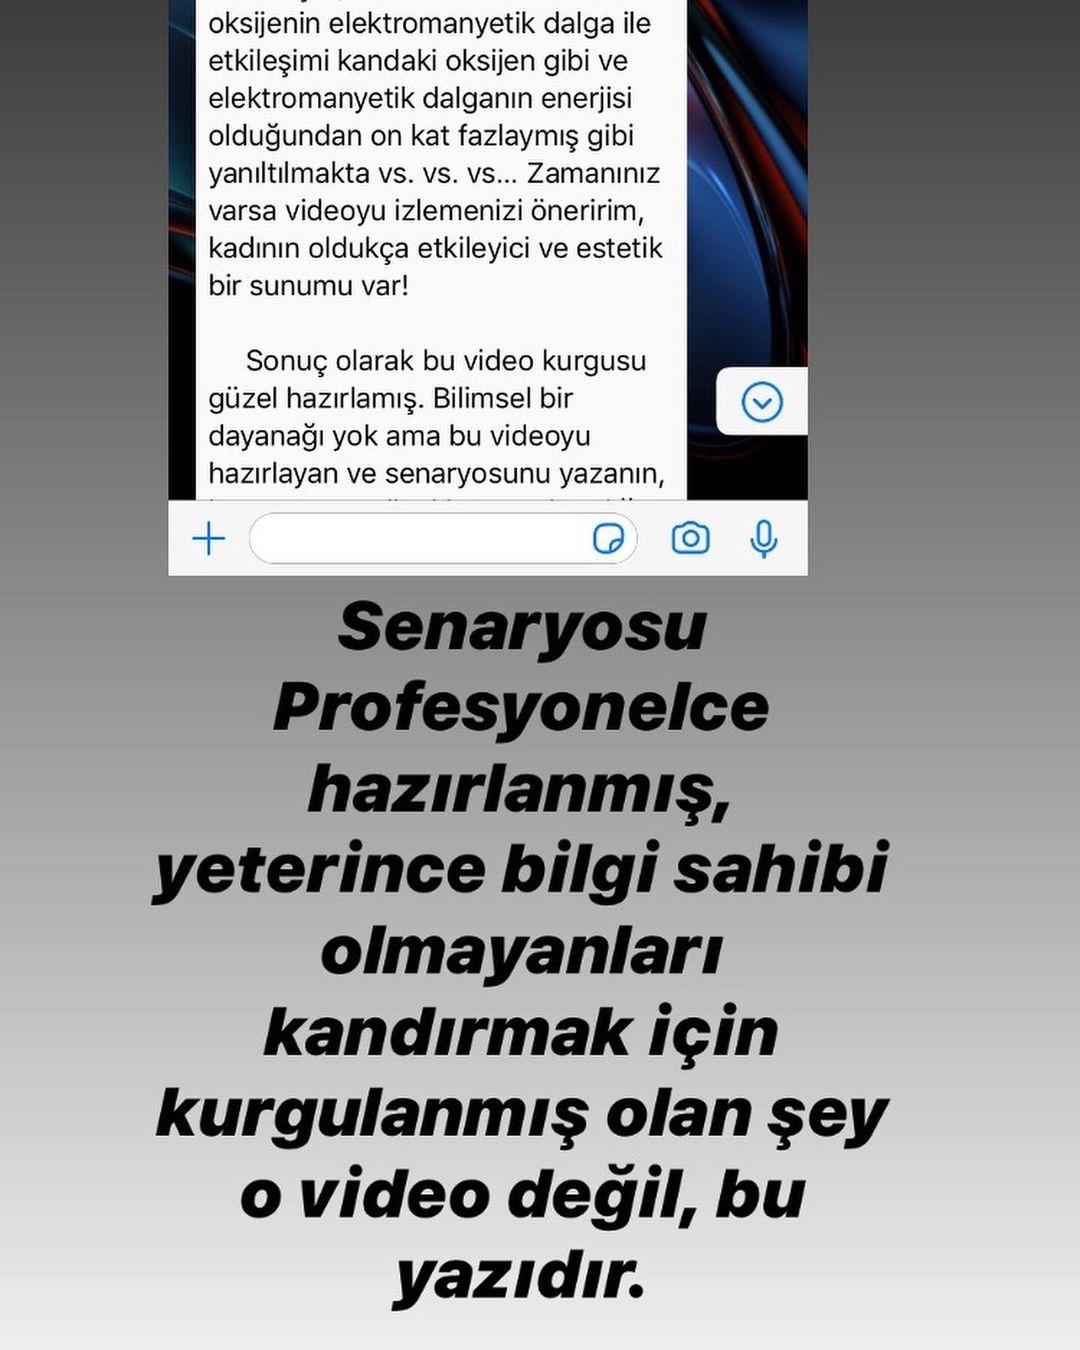 oksijenin elektromanyetik dalga ile
etkileşimi kandaki oksijen gibi ve
elektromanyetik dalganın enerjisi
olduğundan on kat fazlaymış gibi
yanıltılmakta vs. vs. vs... Zamanınız
varsa videoyu izlemenizi öneririm,
kadının oldukça etkileyici ve estetik
bir sunumu var!
Sonuç olarak bu video kurgusu
güzel hazırlamış. Bilimsel bir
dayanağı yok ama bu videoyu
hazırlayan ve senaryosunu yazanın,
Senaryosu
Profesyonelce
hazırlanmış,
yeterince bilgi sahibi
olmayanları
kandırmak için
kurgulanmış olan şey
o video değil, bu
yazıdır.